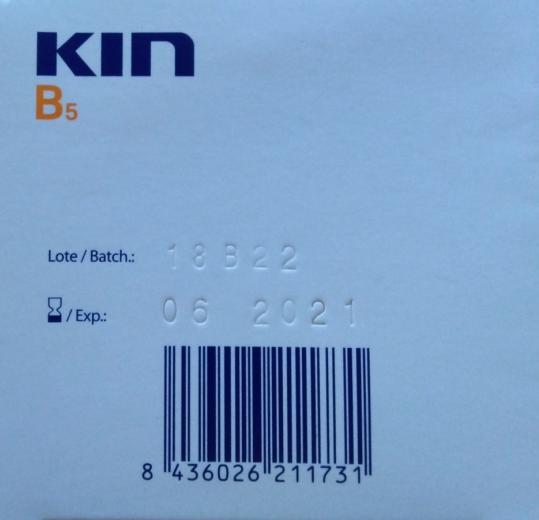 KIN
B5
Lote / Batch.: 18B22
/ Exp.: 06 2021
8 436026 211731